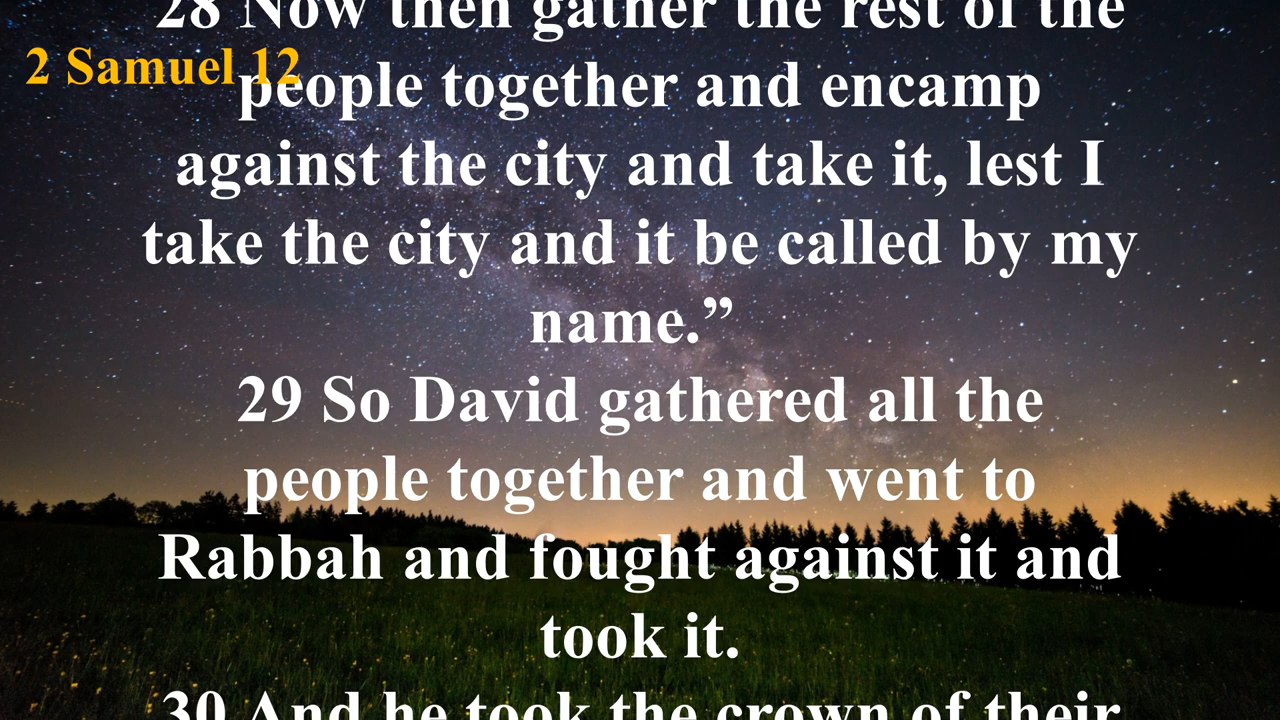 28 Now then gather the rest of the
2 Samuel 12
people together and encamp
against the city and take it, lest I
take the city and it be called by my
name.”
29 So David gathered all the
people together and went to
Rabbah and fought against it and
took it.
30 And he took the crown of their